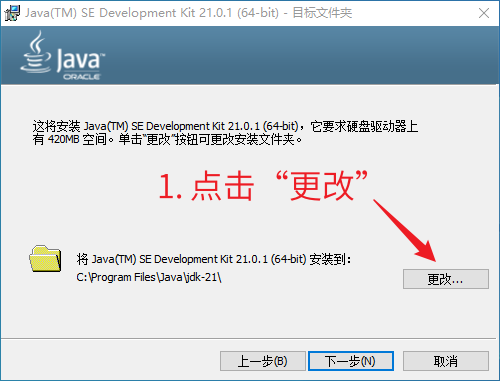 Java(TM) SE Development Kit 21.0.1 (64-bit) - 目标文件夹
Java
ORACLE
这将安装 Java(TM) SE Development Kit 21.0.1 (64-bit)，它要求硬盘驱动器上
有 420MB 空间。单击“更改”按钮可更改安装文件夹。
1. 点击“更改”
将 Java(TM) SE Development Kit 21.0.1 (64-bit) 安装到：
C:\Program Files\Java\jdk-21\
更改...
上一步(B)
下一步(N)
取消